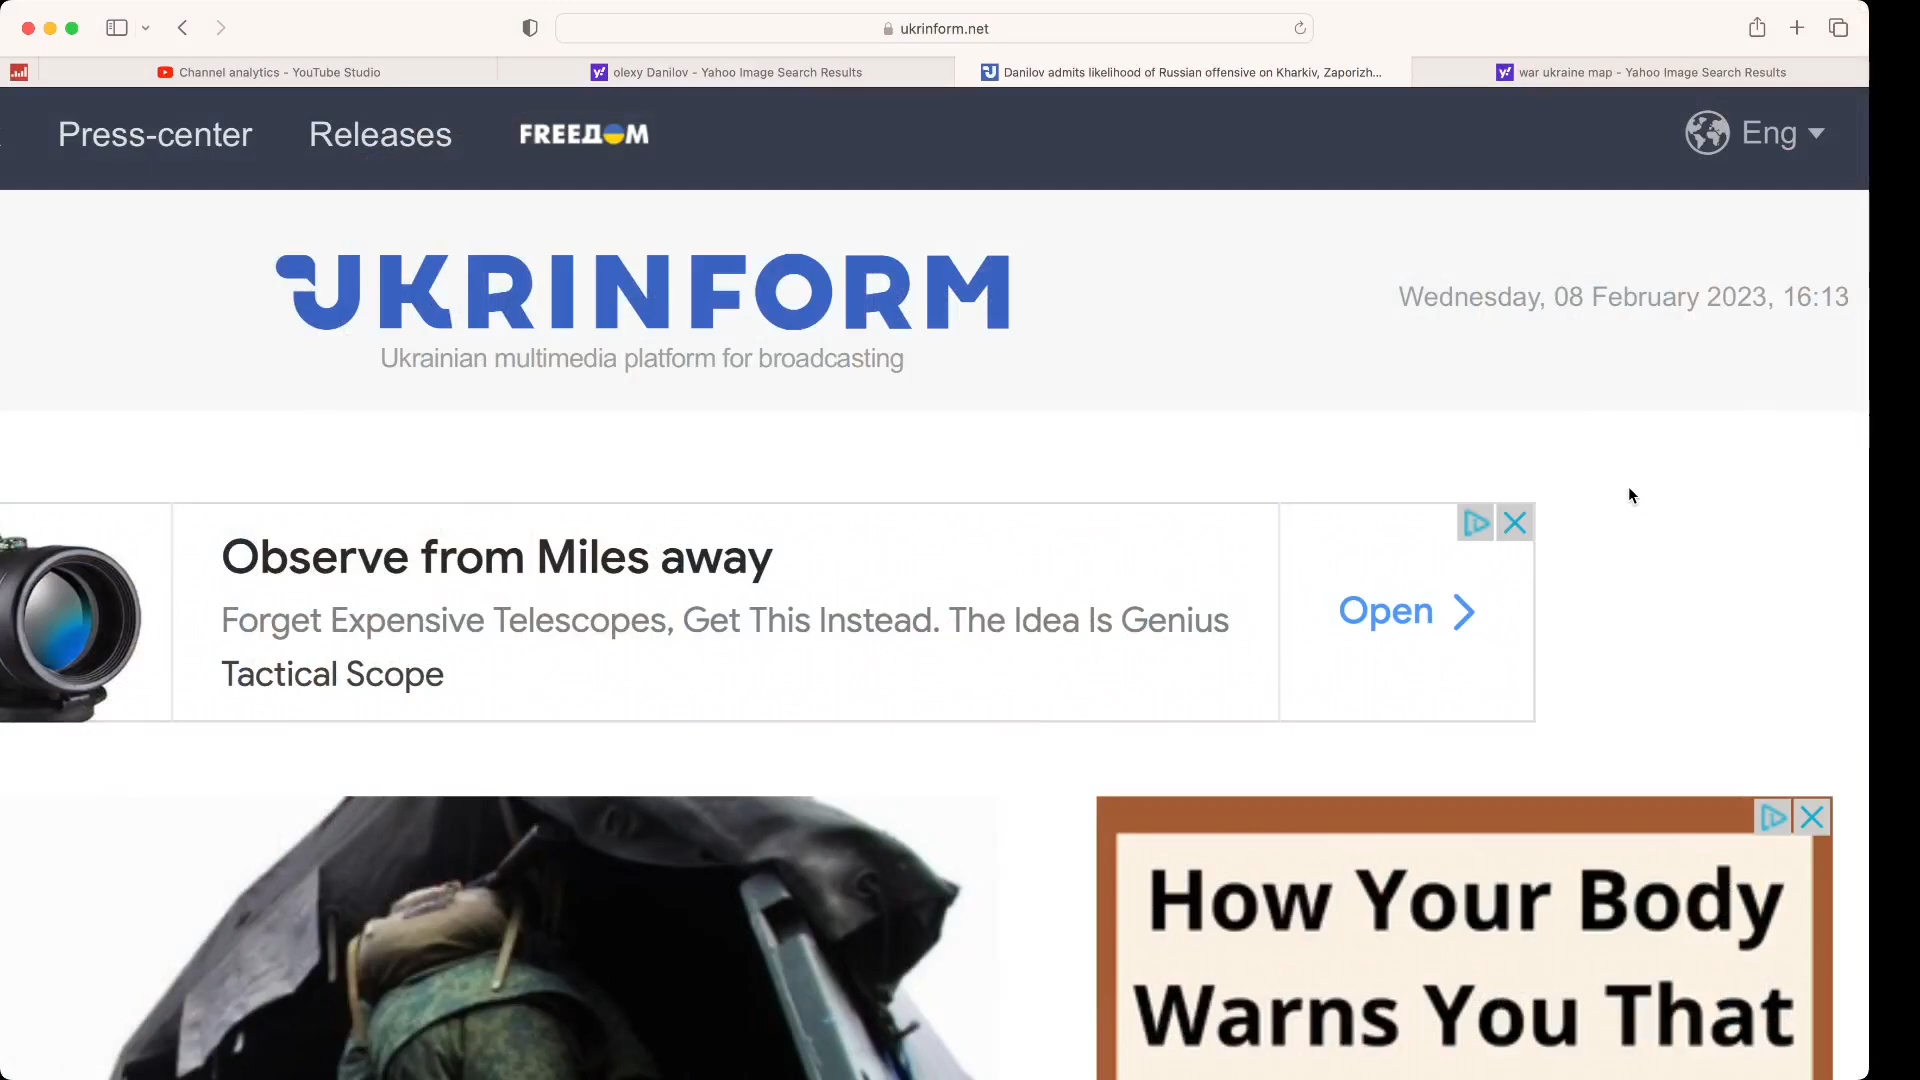 ukrinform.net
Channel analytics - YouTube Studio
olexy Danilov - Yahoo Image Search Results
Danilov admits likelihood of Russian offensive on Kharkiv, Zaporizh...
war ukraine map - Yahoo Image Search Results
Press-center
Releases
FREEДOM
Eng
UKRINFORM
Ukrainian multimedia platform for broadcasting
Wednesday, 08 February 2023, 16:13
Observe from Miles away
Forget Expensive Telescopes, Get This Instead. The Idea Is Genius
Tactical Scope
Open
How Your Body
Warns You That